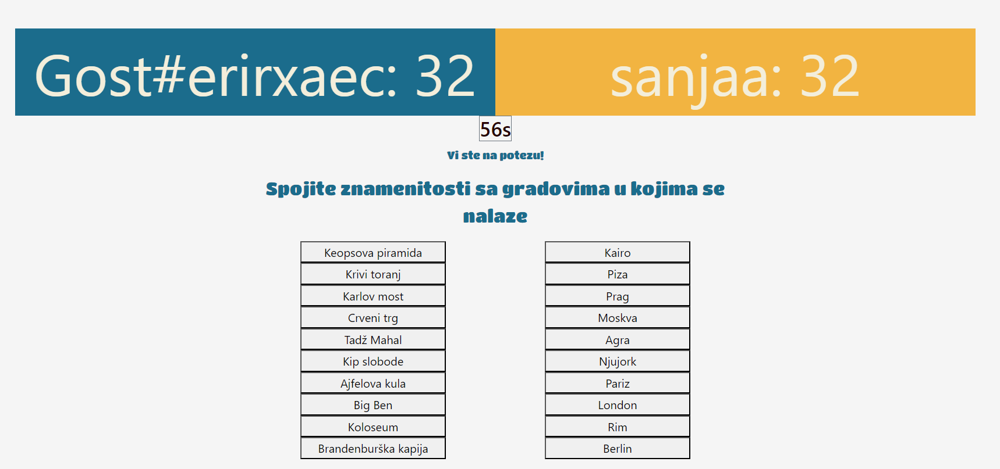 Gost#erirxaec: 32
sanjaa: 32
56s
Vi ste na potezu!
Spojite znamenitosti sa gradovima u kojima se
nalaze
Keopsova piramida
Kairo
Krivi toranj
Piza
Karlov most
Prag
Crveni trg
Moskva
Tadž Mahal
Agra
Kip slobode
Njujork
Ajfelova kula
Pariz
Big Ben
London
Koloseum
Rim
Brandenburška kapija
Berlin